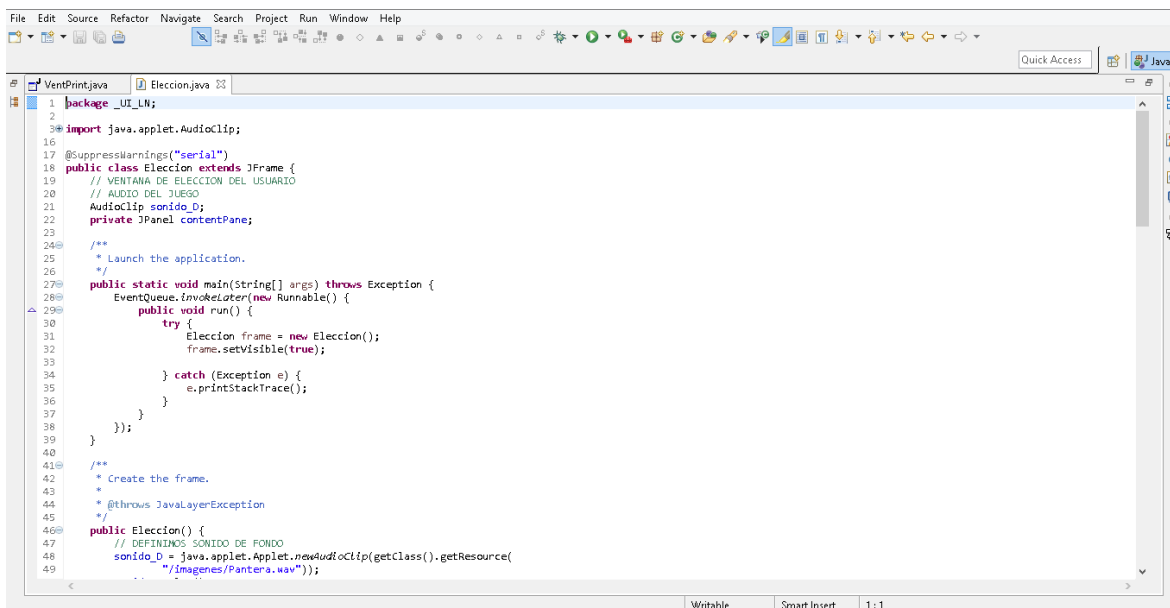 File Edit Source Refactor Navigate Search Project Run Window Help
Quick Access
Java
VentPrint.java
Eleccion.java
1 package _UI_LN;
2
3 import java.applet.AudioClip;
16
17 @SuppressWarnings("serial")
18 public class Eleccion extends JFrame {
19 // VENTANA DE ELECCION DEL USUARIO
20 // AUDIO DEL JUEGO
21 AudioClip sonido_D;
22 private JPanel contentPane;
23
24 /**
25 * Launch the application.
26 */
27 public static void main(String[] args) throws Exception {
28 EventQueue.invokeLater(new Runnable() {
29 public void run() {
30 try {
31 Eleccion frame = new Eleccion();
32 frame.setVisible(true);
33
34 } catch (Exception e) {
35 e.printStackTrace();
36 }
37 }
38 });
39 }
40
41 /**
42 * Create the frame.
43 *
44 * @throws JavaLayerException
45 */
46 public Eleccion() {
47 // DEFINIMOS SONIDO DE FONDO
48 sonido_D = java.applet.Applet.newAudioClip(getClass().getResource(
49 "/imagenes/Pantera.wav"));
Writable
Smart Insert
1 : 1